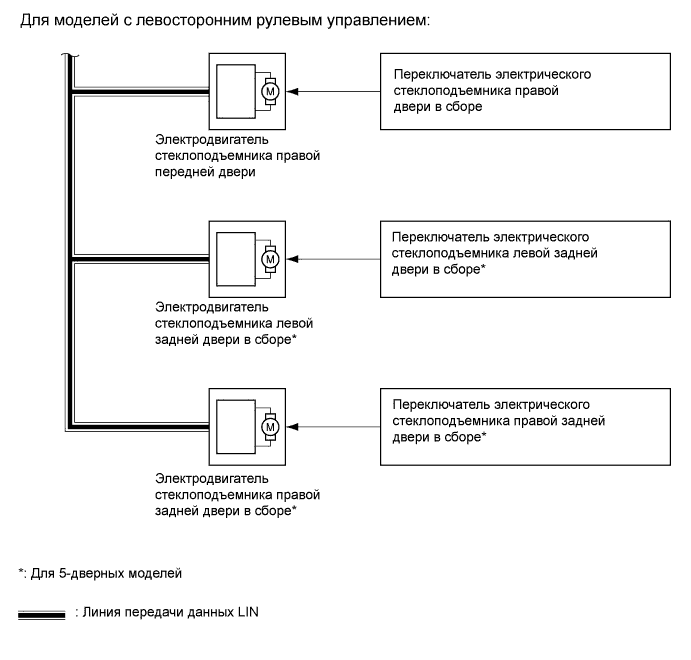 Для моделей с левосторонним рулевым управлением:
M
Переключатель электрического
стеклоподъемника правой
двери в сборе
Электродвигатель
стеклоподъемника правой
передней двери
M
Переключатель электрического
стеклоподъемника левой задней
двери в сборе*
Электродвигатель
стеклоподъемника левой
задней двери в сборе*
M
Переключатель электрического
стеклоподъемника правой задней
двери в сборе*
Электродвигатель
стеклоподъемника правой
задней двери в сборе*
*: Для 5-дверных моделей
: Линия передачи данных LIN